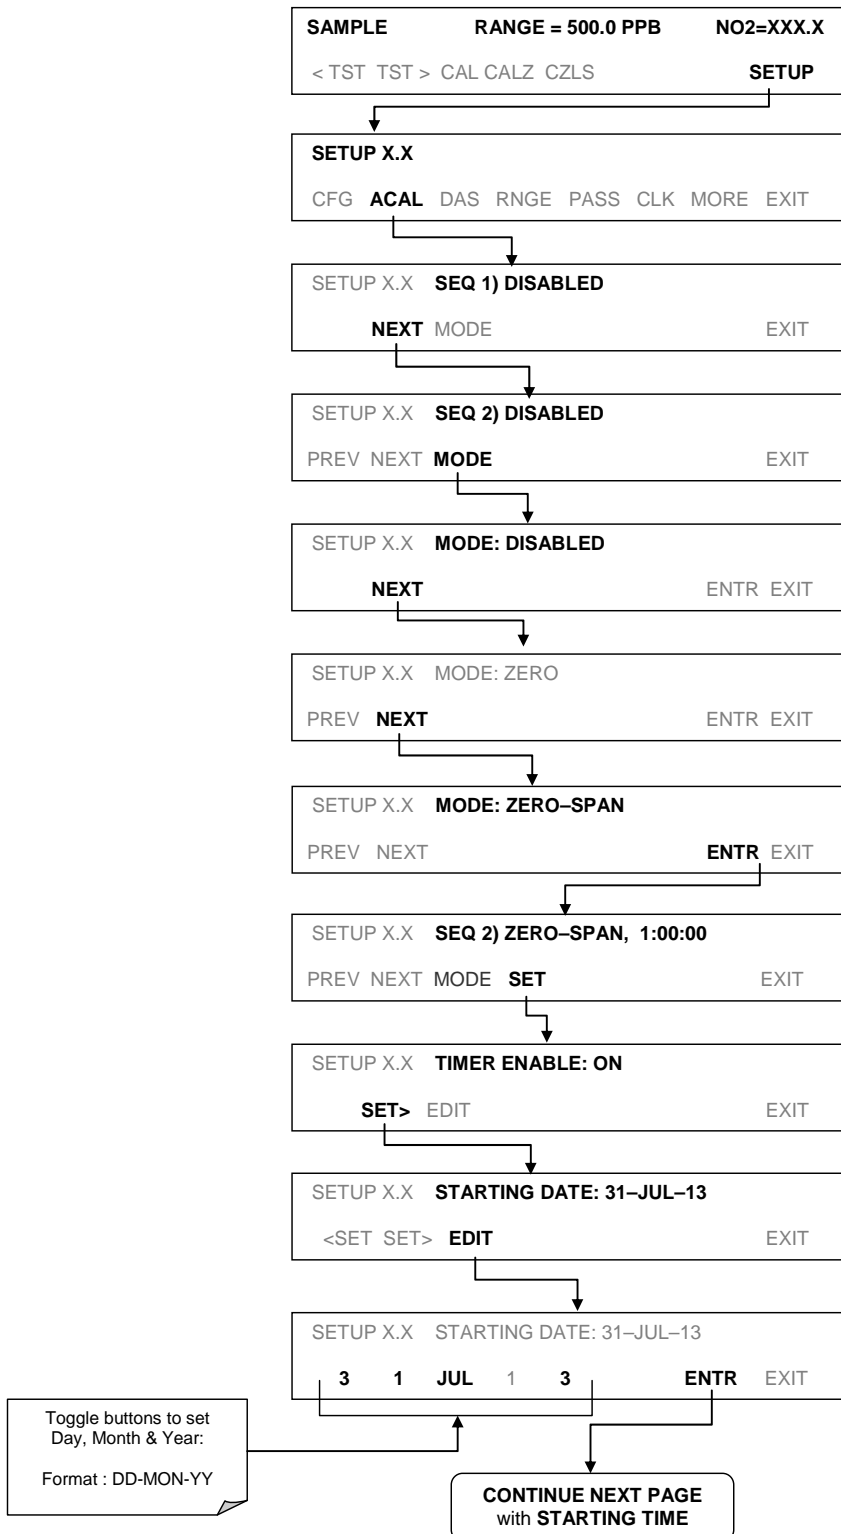 SAMPLE RANGE = 500.0 PPB NO2=XXX.X
< TST TST > CAL CALZ CZLS SETUP
SETUP X.X
CFG ACAL DAS RNGE PASS CLK MORE EXIT
SETUP X.X SEQ 1) DISABLED
NEXT MODE EXIT
SETUP X.X SEQ 2) DISABLED
PREV NEXT MODE EXIT
SETUP X.X MODE: DISABLED
NEXT ENTR EXIT
SETUP X.X MODE: ZERO
PREV NEXT ENTR EXIT
SETUP X.X MODE: ZERO–SPAN
PREV NEXT ENTR EXIT
SETUP X.X SEQ 2) ZERO–SPAN, 1:00:00
PREV NEXT MODE SET EXIT
SETUP X.X TIMER ENABLE: ON
SET> EDIT EXIT
SETUP X.X STARTING DATE: 31–JUL–13
<SET SET> EDIT EXIT
SETUP X.X STARTING DATE: 31–JUL–13
3 1 JUL 1 3 ENTR EXIT
Toggle buttons to set
Day, Month & Year:
Format : DD-MON-YY
CONTINUE NEXT PAGE
with STARTING TIME